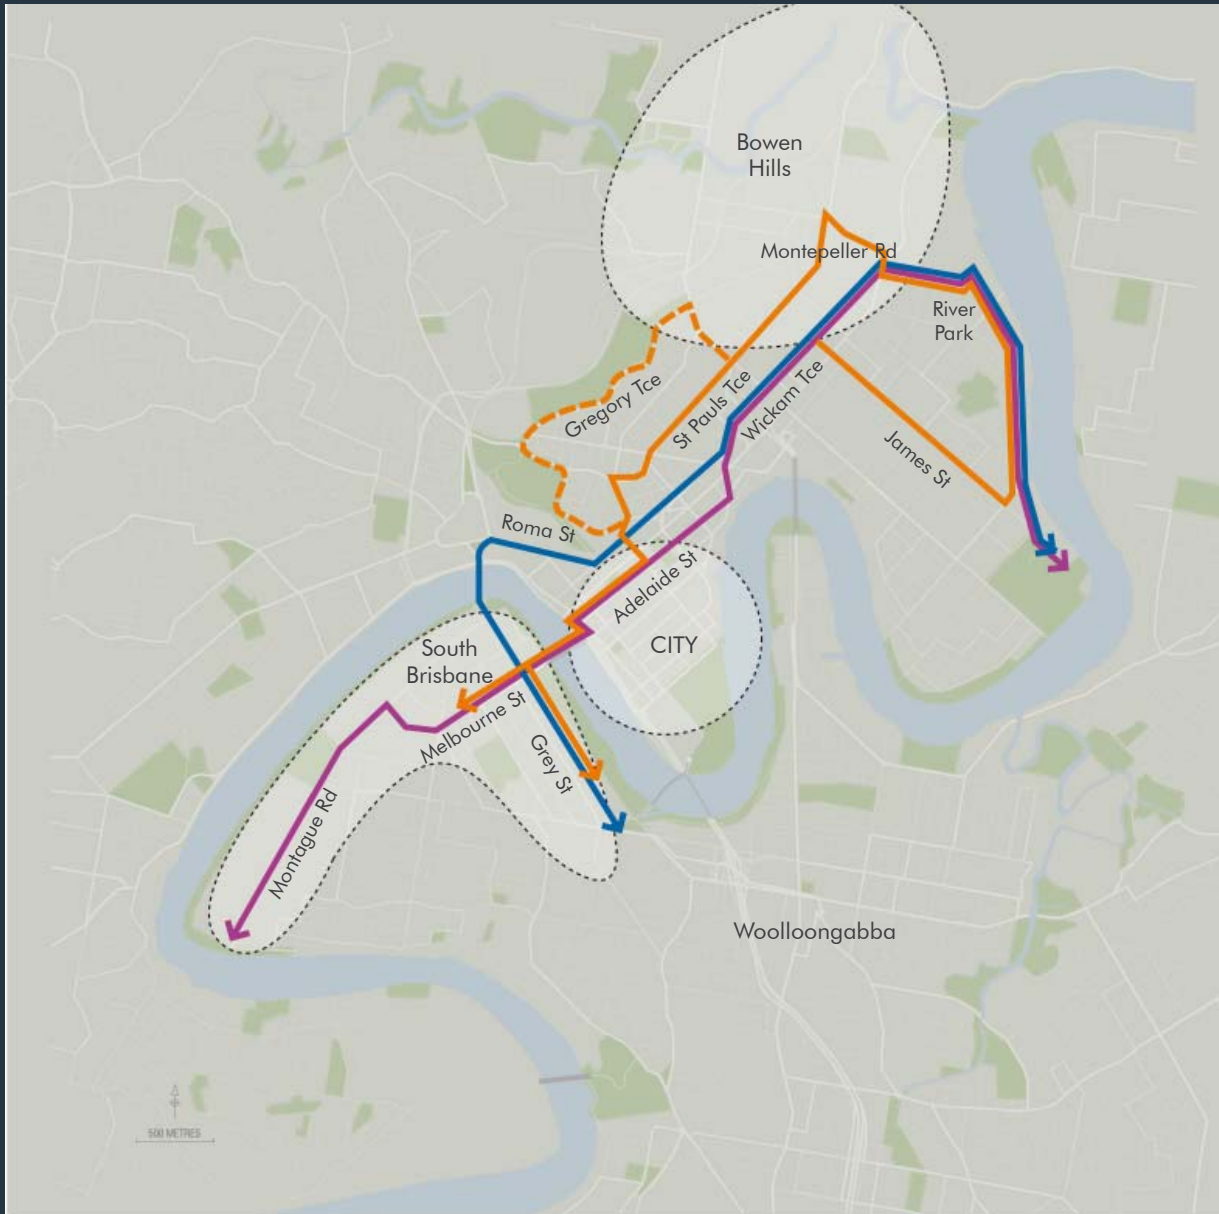 Bowen
Hills
Montepeller Rd
River
Park
Gregory Tce
St Pauls Tce
Wickam Tce
James St
Roma St
Adelaide St
CITY
South
Brisbane
Melbourne St
Grey St
Montague Rd
Woolloongabba
500 METRES